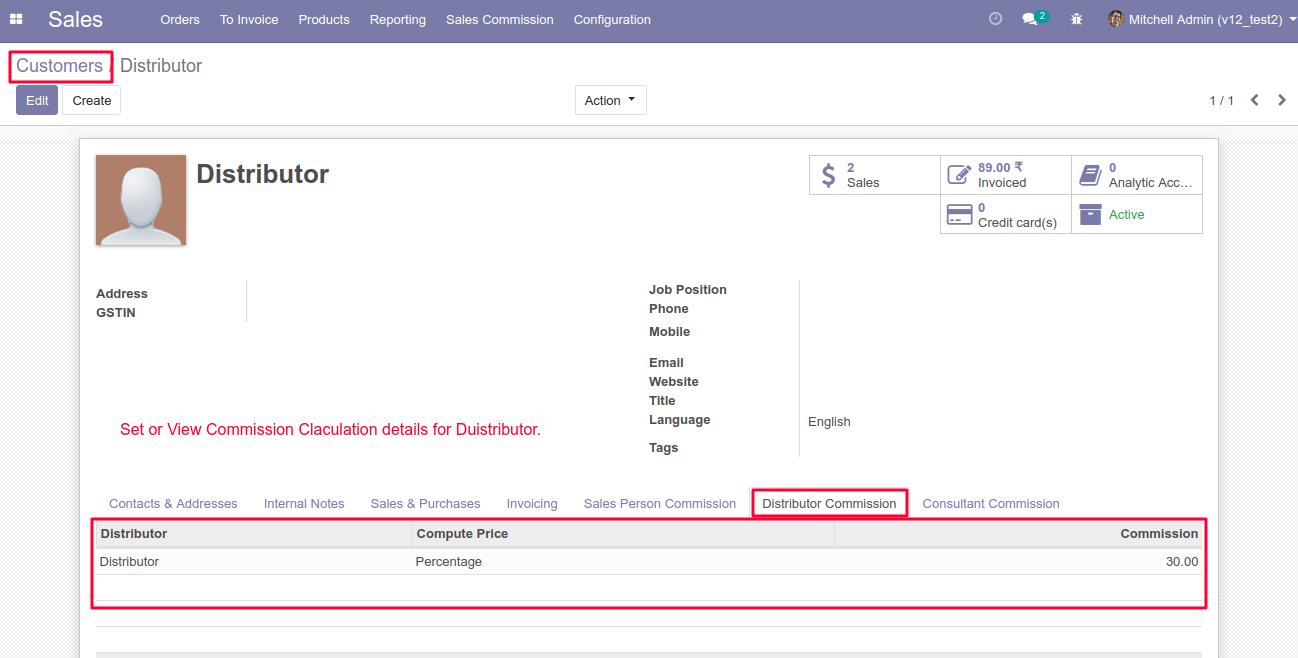 Sales Orders To Invoice Products Reporting Sales Commission Configuration 2 Mitchell Admin (v12_test2)
Customers / Distributor
Edit Create Action 1 / 1
Distributor
2 Sales
89.00 ₹ Invoiced
0 Analytic Acc...
0 Credit card(s)
Active
Address
GSTIN
Job Position
Phone
Mobile
Email
Website
Title
Language English
Tags
Set or View Commission Claculation details for Duistributor.
Contacts & Addresses Internal Notes Sales & Purchases Invoicing Sales Person Commission Distributor Commission Consultant Commission
Distributor Compute Price Commission
Distributor Percentage 30.00